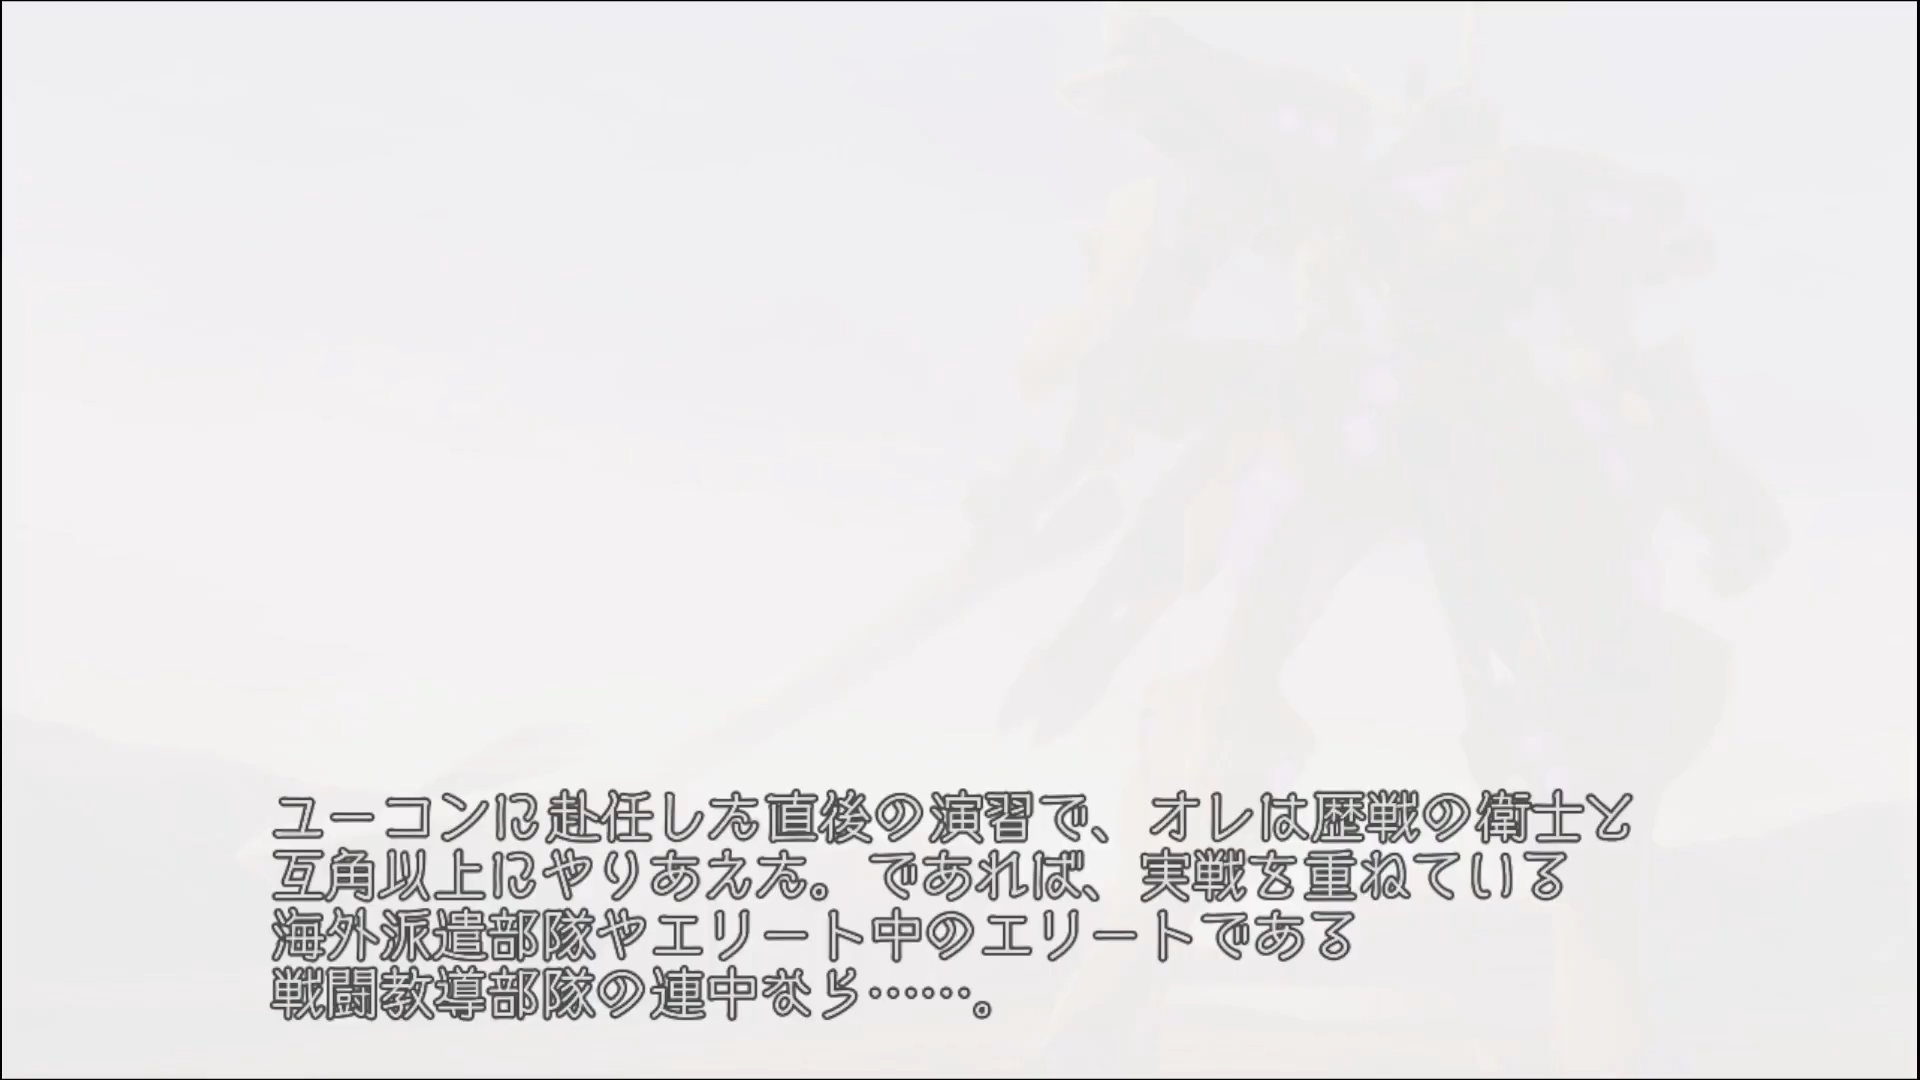 ユーコンに赴任した直後の演習で、オレは歴戦の衛士と
互角以上にやりあえた。であれば、実戦を重ねている
海外派遣部隊やエリート中のエリートである
戦闘教導部隊の連中なら……。